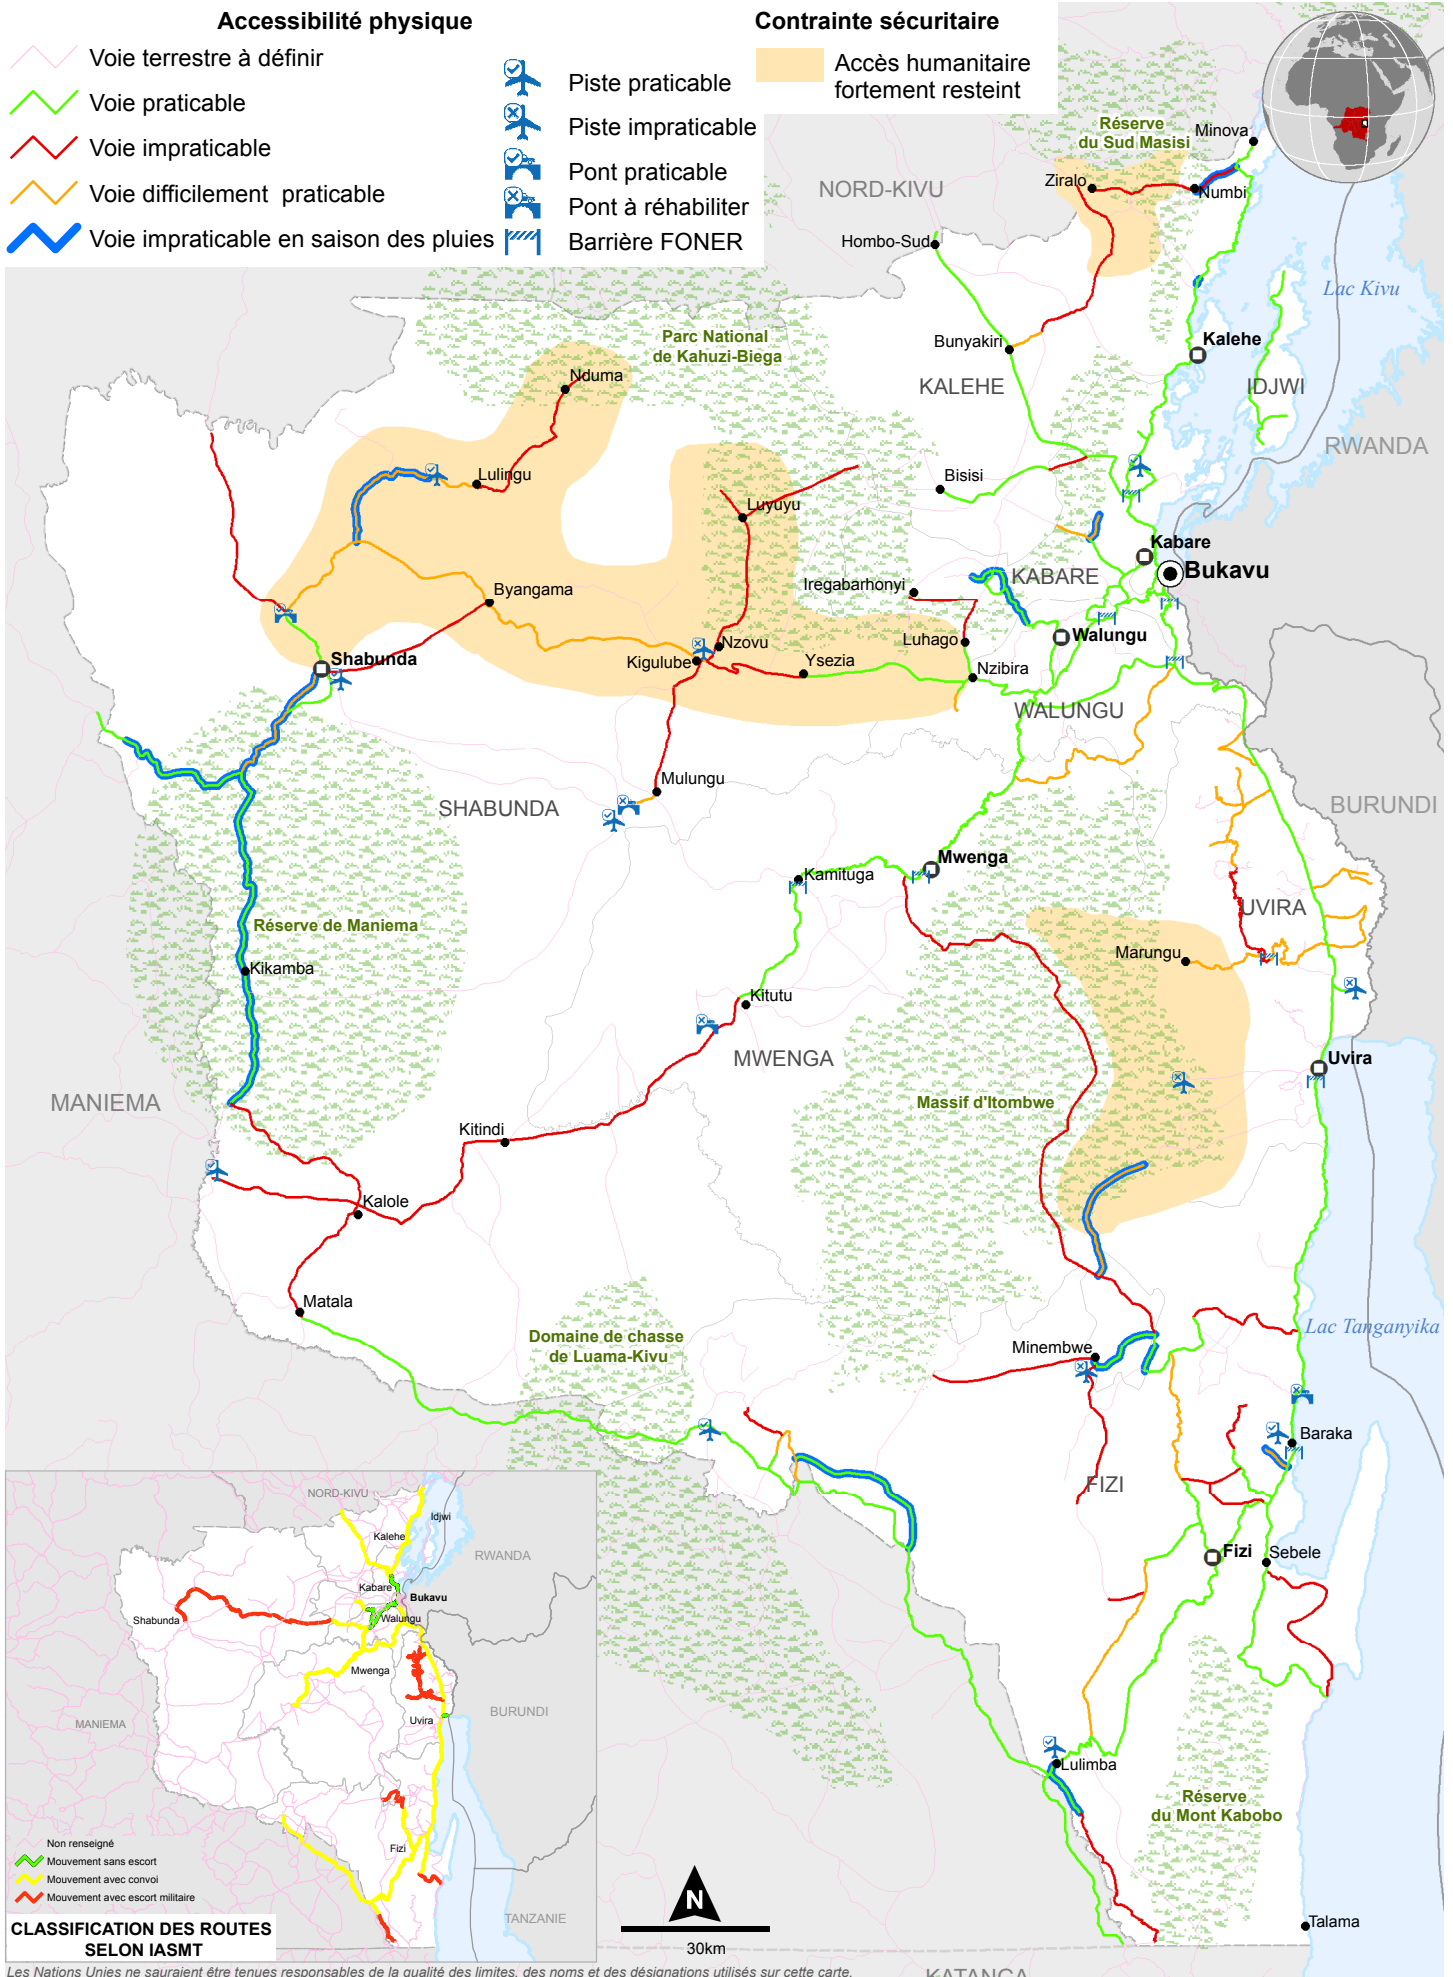 Accessibilité physique
Voie terrestre à définir
Voie praticable
Voie impraticable
Voie difficilement praticable
Voie impraticable en saison des pluies
Piste praticable
Piste impraticable
Pont praticable
Pont à réhabiliter
Barrière FONER
Contrainte sécuritaire
Accès humanitaire
fortement resteint
Réserve
du Sud Masisi
Minova
Ziralo
Numbi
NORD-KIVU
Hombo-Sud
Lac Kivu
Parc National
de Kahuzi-Biega
Bunyakiri
Kalehe
Nduma
KALEHE
IDJWI
RWANDA
Lulingu
Bisisi
Luyuyu
Kabare
Bukavu
KABARE
Iregabarhonyi
Byangama
Walungu
Luhago
Nzovu
Shabunda
Kigulube
Ysezia
Nzibira
WALUNGU
Mulungu
SHABUNDA
BURUNDI
Mwenga
Kamituga
UVIRA
Réserve de Maniema
Marungu
Kikamba
Kitutu
MWENGA
Uvira
MANIEMA
Massif d'Itombwe
Kitindi
Kalole
Matala
Lac Tanganyika
Domaine de chasse
de Luama-Kivu
Minembwe
Baraka
FIZI
Fizi
Sebele
Lulimba
Réserve
du Mont Kabobo
Talama
KATANGA
NORD-KIVU
Idjwi
Kalehe
RWANDA
Kabare
Bukavu
Shabunda
Walungu
Mwenga
MANIEMA
Uvira
BURUNDI
Fizi
TANZANIE
Non renseigné
Mouvement sans escort
Mouvement avec convoi
Mouvement avec escort militaire
CLASSIFICATION DES ROUTES
SELON IASMT
N
30km
Les Nations Unies ne sauraient être tenues responsables de la qualité des limites, des noms et des désignations utilisés sur cette carte.